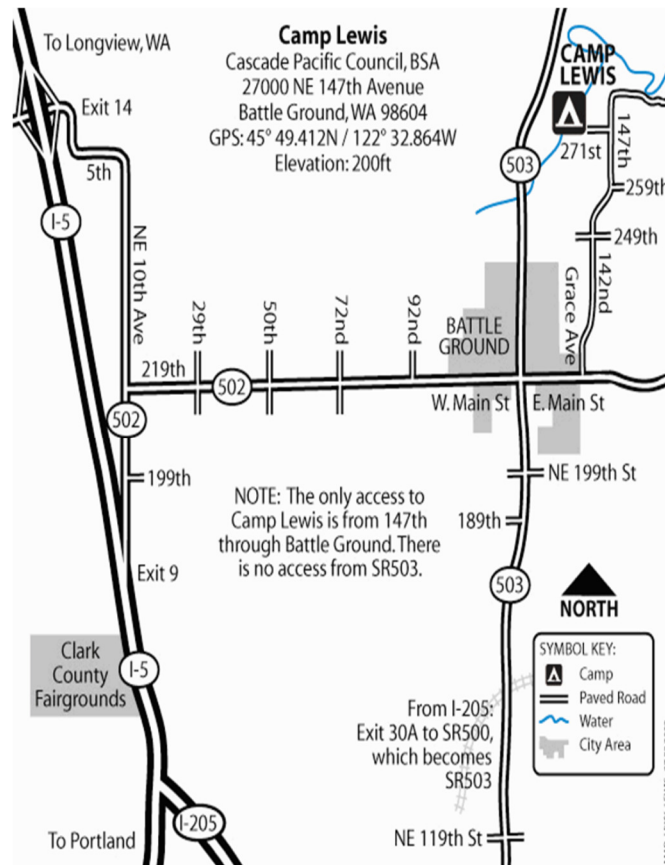 To Longview, WA
Camp Lewis
Cascade Pacific Council, BSA
27000 NE 147th Avenue
Battle Ground, WA 98604
GPS: 45° 49.412N / 122° 32.864W
Elevation: 200ft
CAMP
LEWIS
Exit 14
5th
I-5
503
271st
147th
259th
249th
142nd
Grace Ave
NE 10th Ave
29th
50th
72nd
92nd
BATTLE
GROUND
219th
502
W. Main St
E. Main St
502
199th
NE 199th St
189th
NOTE: The only access to
Camp Lewis is from 147th
through Battle Ground. There
is no access from SR503.
Exit 9
503
NORTH
Clark
County
Fairgrounds
I-5
SYMBOL KEY:
Camp
Paved Road
Water
City Area
From I-205:
Exit 30A to SR500,
which becomes
SR503
I-205
To Portland
NE 119th St